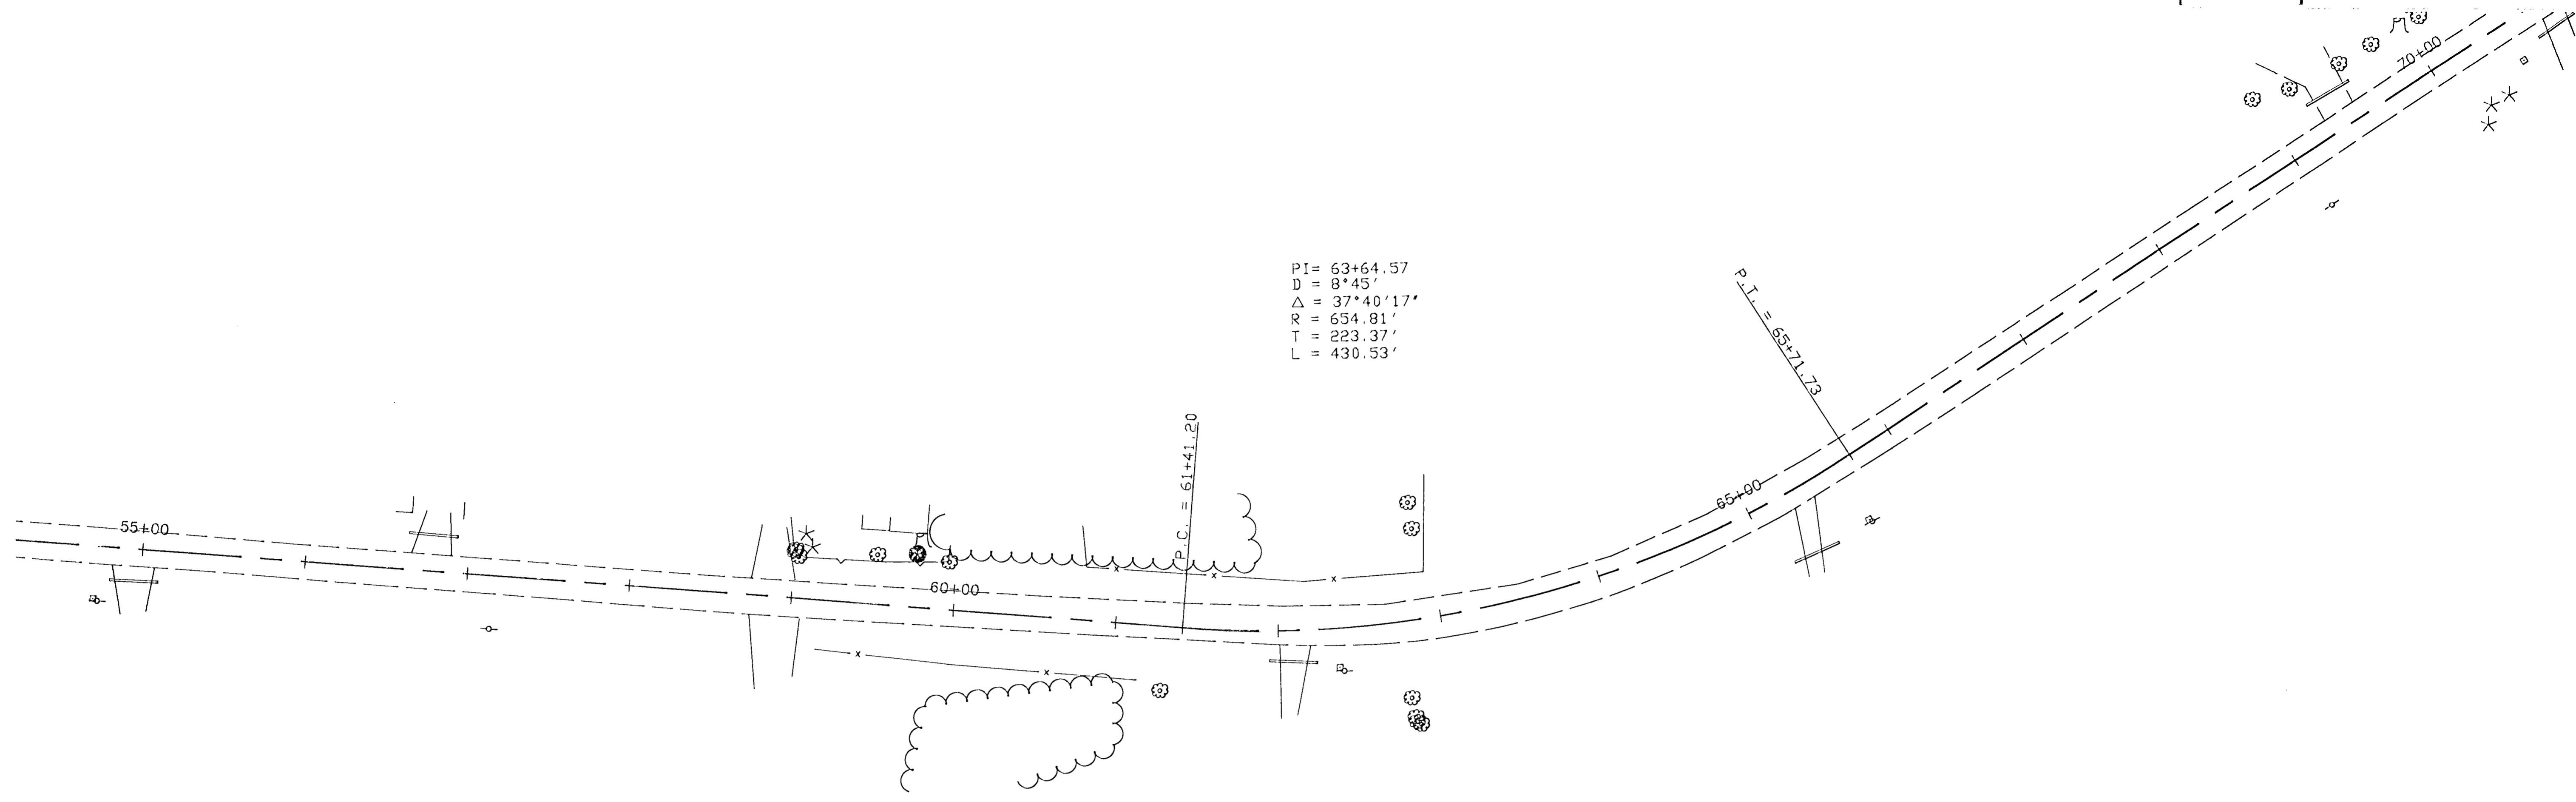 70+00
PI= 63+64.57
D = 8°45'
△ = 37°40'17"
R = 654.81'
T = 223.37'
L = 430.53'
P.T. = 65+71.73
P.C. = 61+41.20
65+00
55+00
60+00